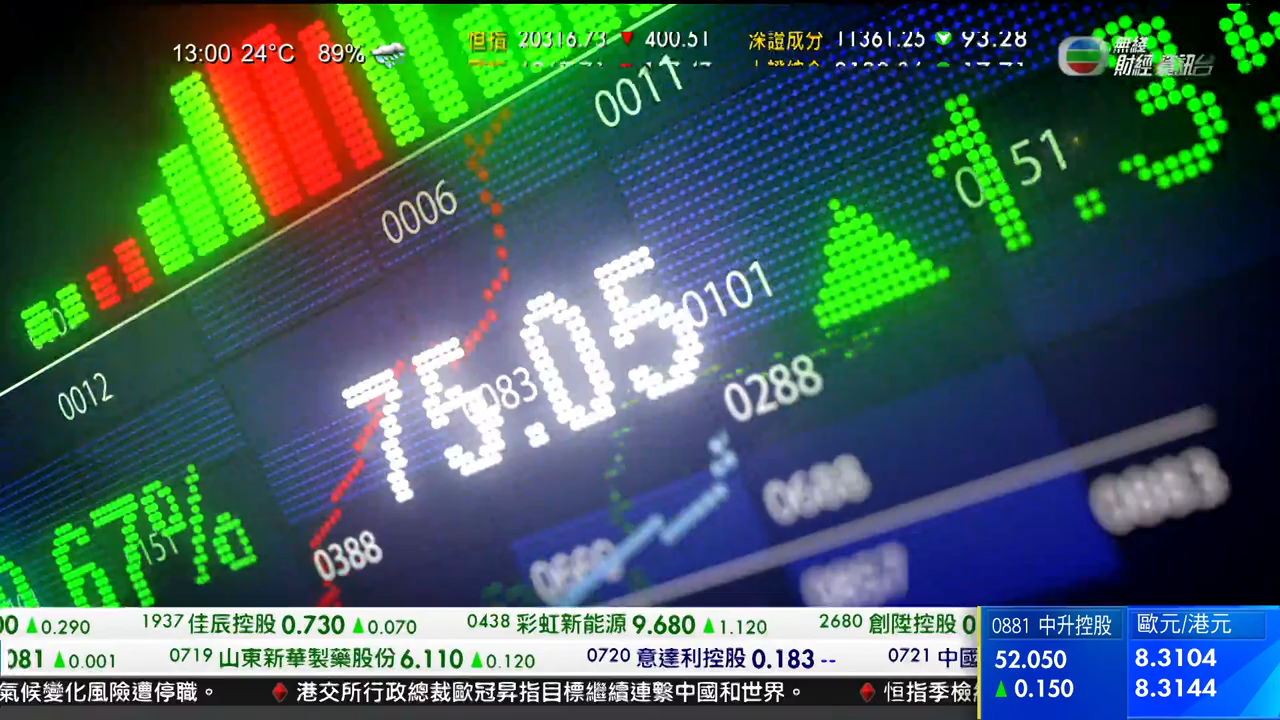 13:00 24°C 89%
恒指 20316.73 ▼ 400.51 深證成分 11361.25 ▼ 93.28
無綫
財經 資訊台
0011
0006
51
0101
75.05
083
0012
0288
0688
.67%
151
0388
▲0.290 1937 佳辰控股 0.730 ▲0.070 0438 彩虹新能源 9.680 ▲1.120 2680 創陞控股 0
081 ▲0.001 0719 山東新華製藥股份 6.110 ▲0.120 0720 意達利控股 0.183 -- 0721 中國
氣候變化風險遭停職。 ♦ 港交所行政總裁歐冠昇指目標繼續連繫中國和世界。 ♦ 恒指季檢
0881 中升控股
52.050
▲ 0.150
歐元/港元
8.3104
8.3144